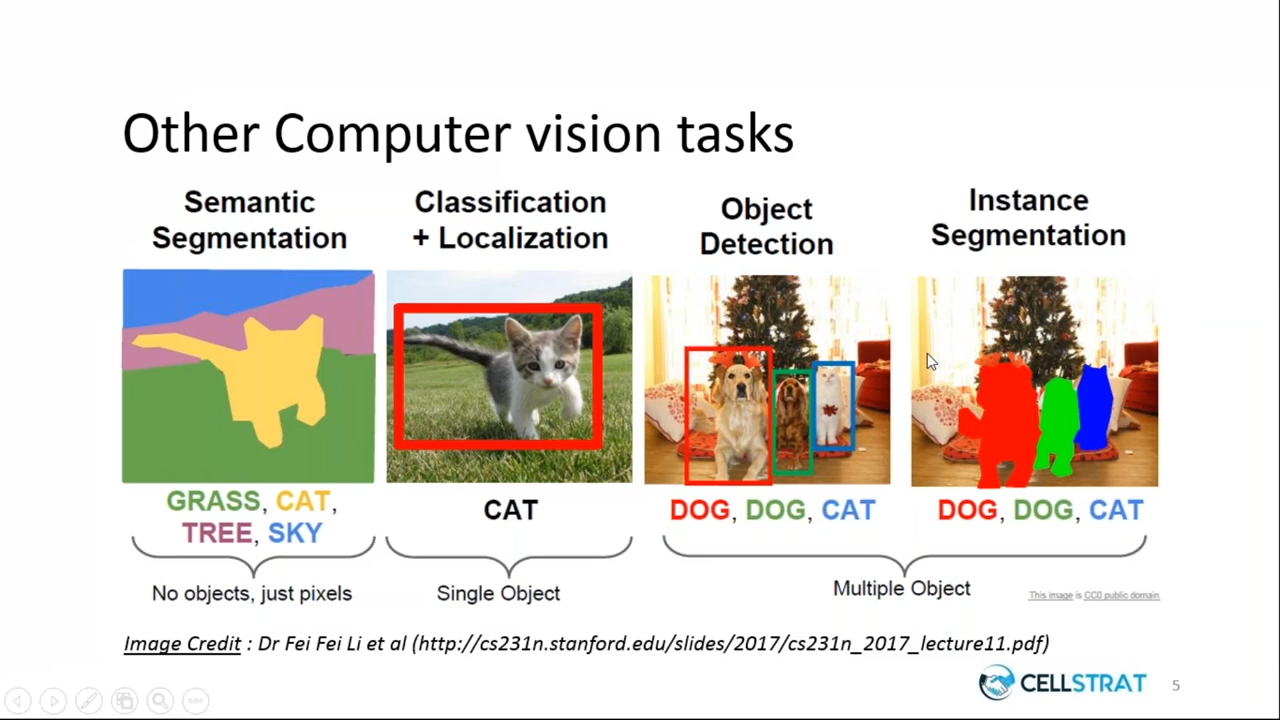 Other Computer vision tasks
Semantic
Segmentation
Classification
+ Localization
Object
Detection
Instance
Segmentation
GRASS, CAT,
TREE, SKY
CAT
DOG, DOG, CAT
DOG, DOG, CAT
No objects, just pixels
Single Object
Multiple Object
This image is CC0 public domain
Image Credit : Dr Fei Fei Li et al (http://cs231n.stanford.edu/slides/2017/cs231n_2017_lecture11.pdf)
CELLSTRAT
5